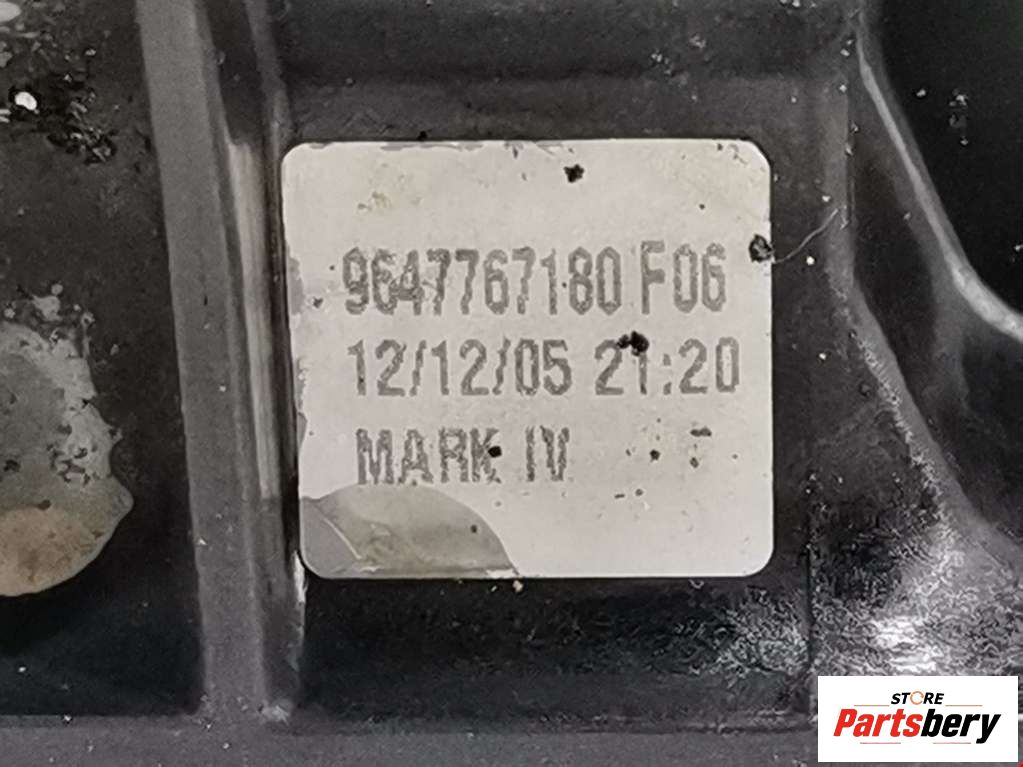 9647767180 F06
12/12/05 21:20
MARK IV
STORE
Partsbery